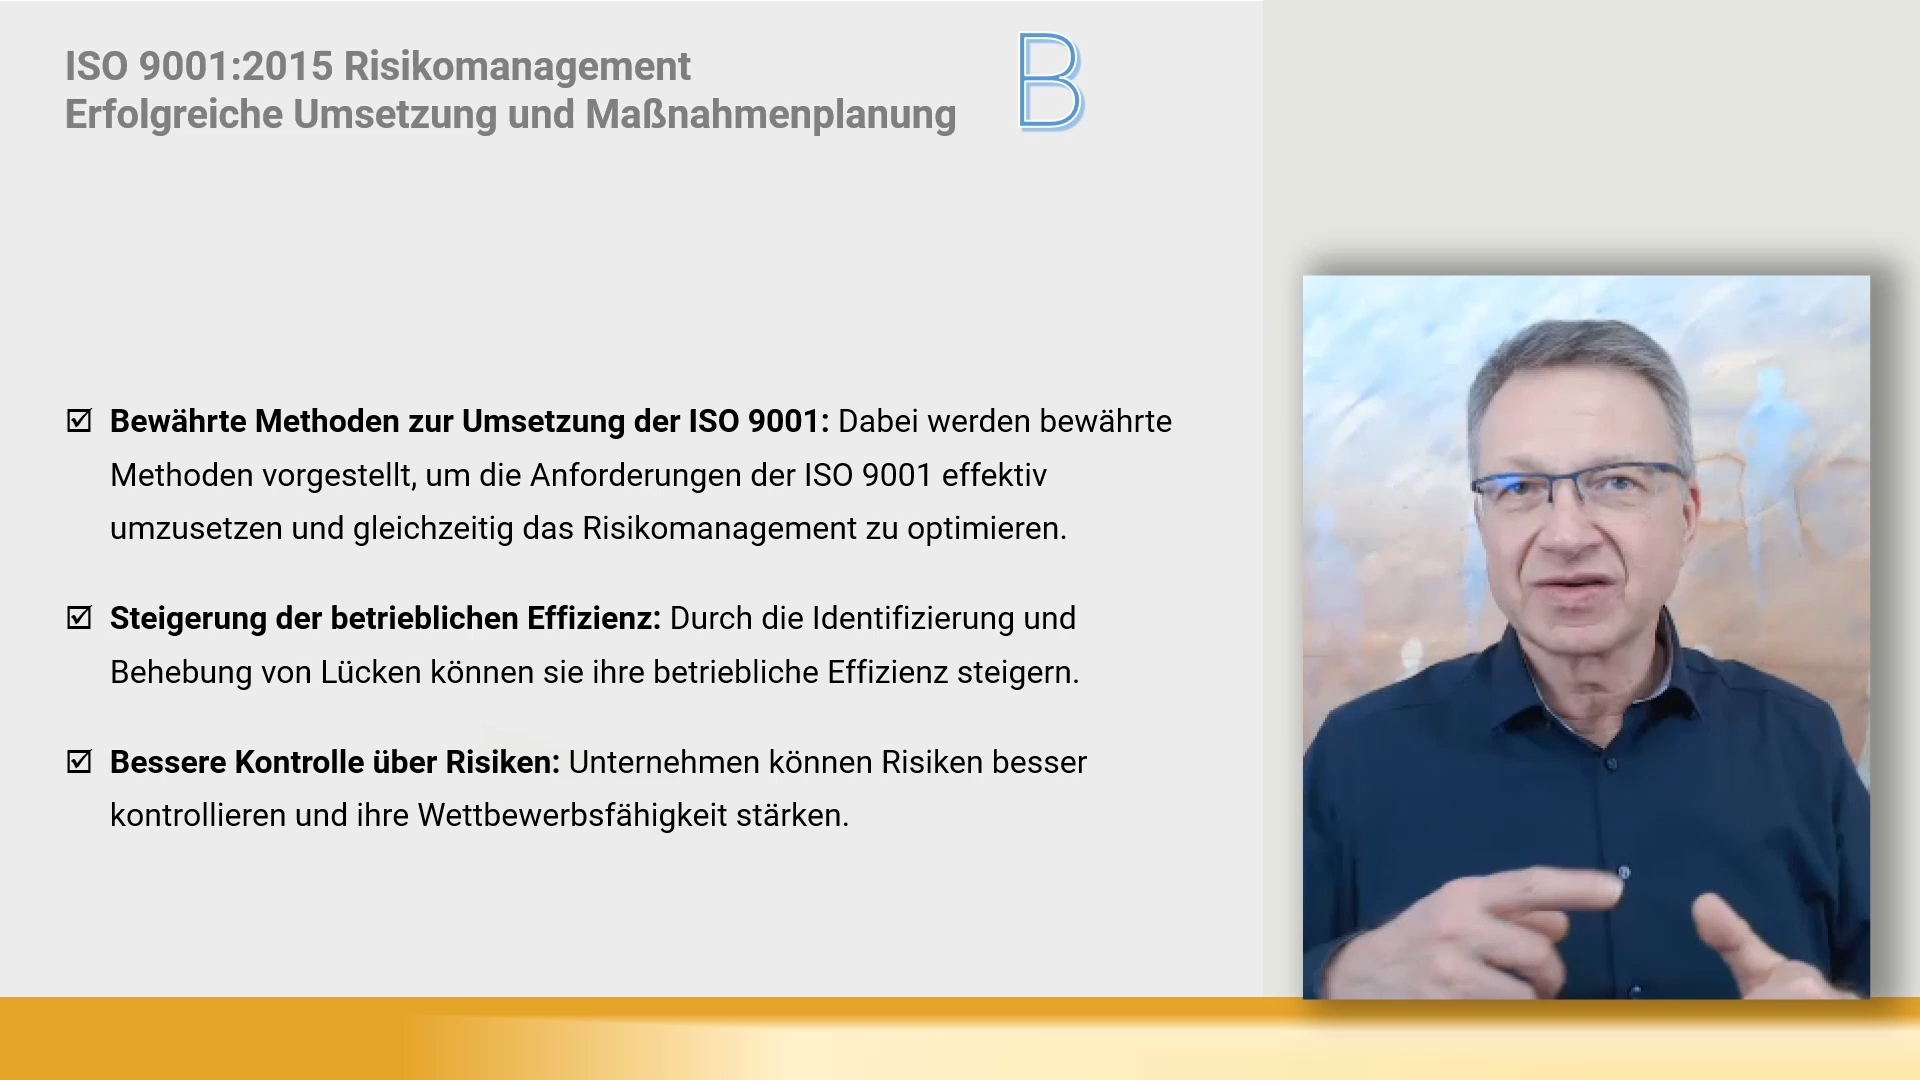 ISO 9001:2015 Risikomanagement
Erfolgreiche Umsetzung und Maßnahmenplanung
B
Bewährte Methoden zur Umsetzung der ISO 9001: Dabei werden bewährte
Methoden vorgestellt, um die Anforderungen der ISO 9001 effektiv
umzusetzen und gleichzeitig das Risikomanagement zu optimieren.
Steigerung der betrieblichen Effizienz: Durch die Identifizierung und
Behebung von Lücken können sie ihre betriebliche Effizienz steigern.
Bessere Kontrolle über Risiken: Unternehmen können Risiken besser
kontrollieren und ihre Wettbewerbsfähigkeit stärken.